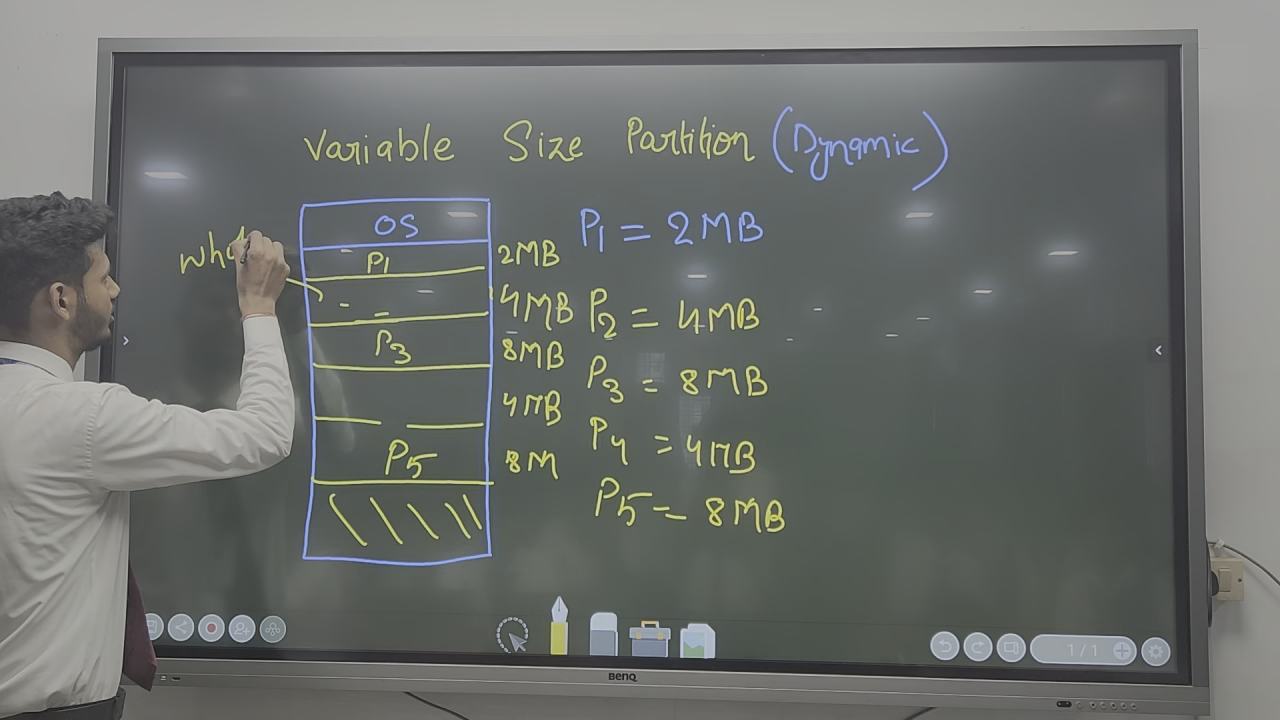 Variable Size Partition (Dynamic)
OS
P1 2MB
4MB
P3 8MB
4MB
P5 8M
P1 = 2MB
P2 = 4MB
P3 = 8MB
P4 = 4MB
P5 = 8MB
1/1
BenQ